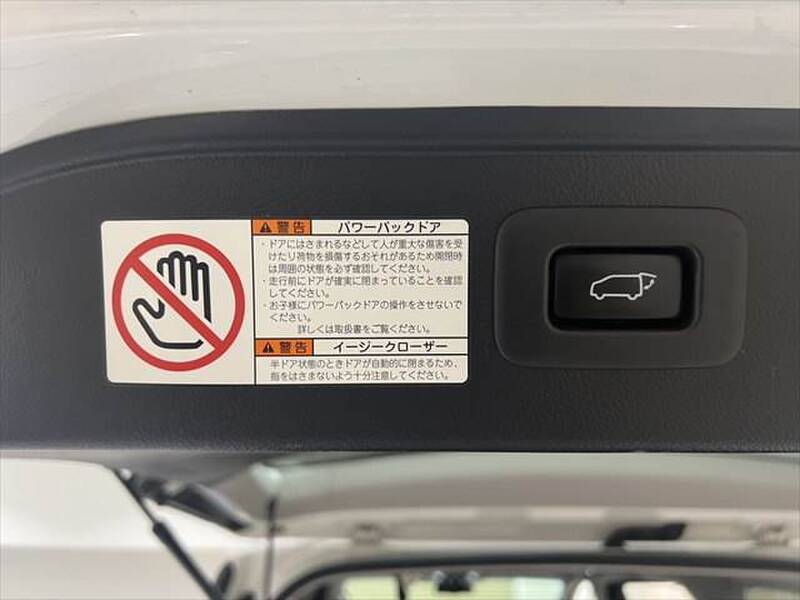 警告 パワーバックドア
・ドアにはさまれるなどして人が重大な傷害を受
けたり荷物を損傷するおそれがあるため開閉時
は周囲の状態を必ず確認してください。
・走行前にドアが確実に閉まっていることを確認
してください。
・お子様にパワーバックドアの操作をさせないで
ください。
詳しくは取扱書をご覧ください。
警告 イージークローザー
半ドア状態のときドアが自動的に閉まるため、
指をはさまないよう十分注意してください。